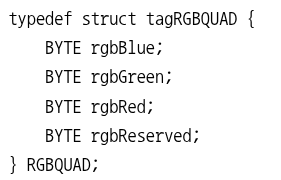 typedef struct tagRGBQUAD {
    BYTE rgbBlue;
    BYTE rgbGreen;
    BYTE rgbRed;
    BYTE rgbReserved;
} RGBQUAD;